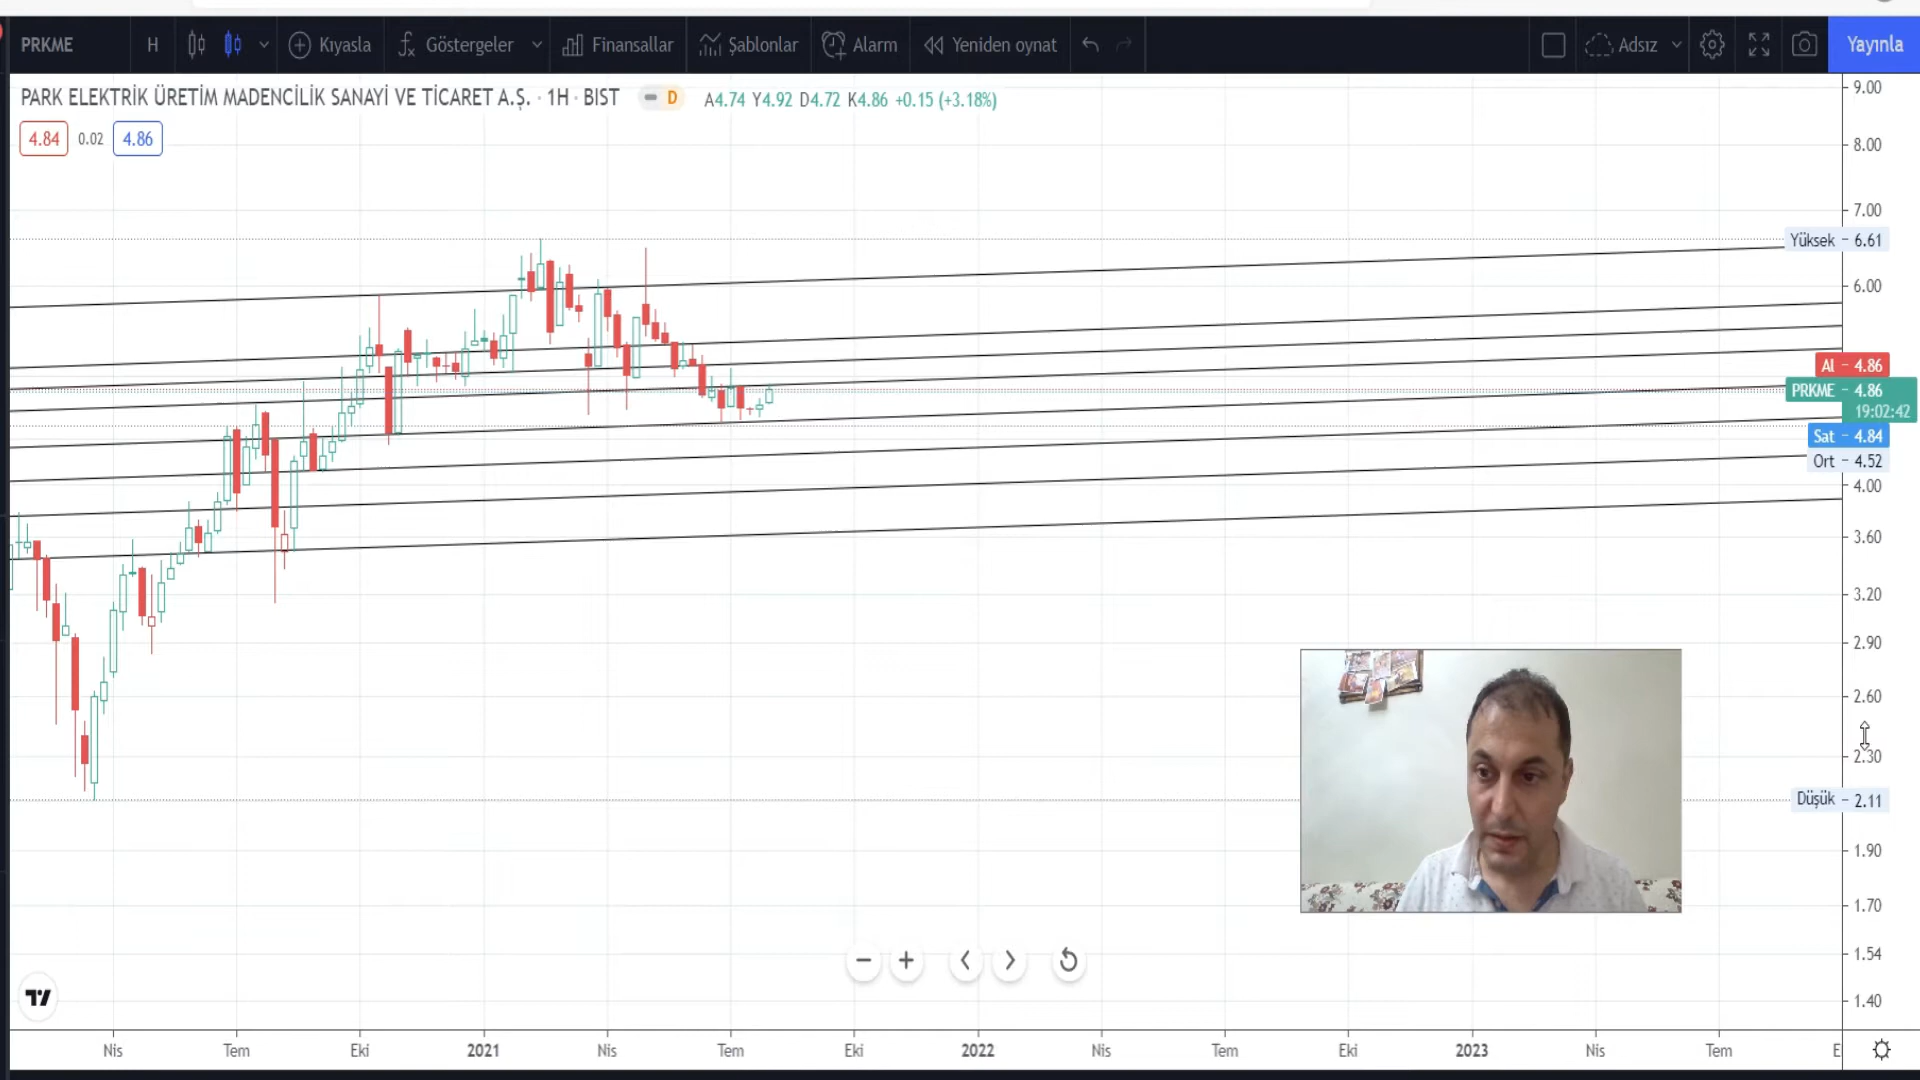 PRKME H Kıyasla Göstergeler Finansallar Şablonlar Alarm Yeniden oynat Adsız Yayınla
PARK ELEKTRİK ÜRETİM MADENCİLİK SANAYİ VE TİCARET A.Ş. · 1H · BIST D A4.74 Y4.92 D4.72 K4.86 +0.15 (+3.18%)
4.84 0.02 4.86
9.00
8.00
7.00
Yüksek 6.61
6.00
Al 4.86
PRKME 4.86
19:02:42
Sat 4.84
Ort 4.52
4.00
3.60
3.20
2.90
2.60
2.30
Düşük 2.11
1.90
1.70
1.54
1.40
Nis Tem Eki 2021 Nis Tem Eki 2022 Nis Tem Eki 2023 Nis Tem E